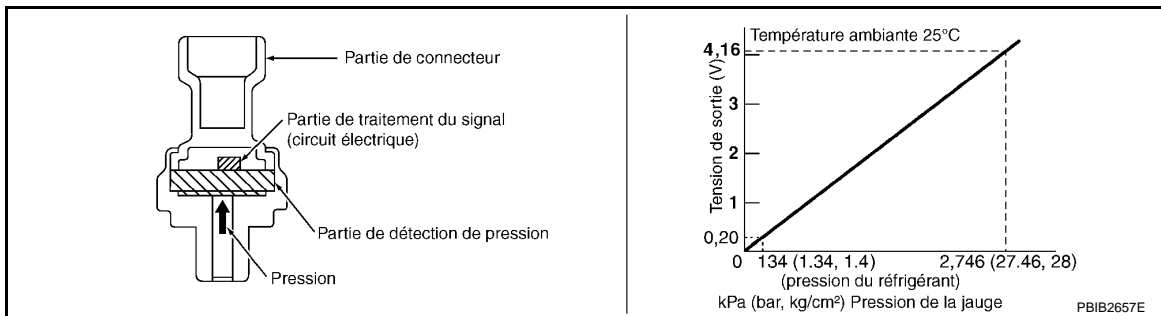 Partie de connecteur
Partie de traitement du signal
(circuit électrique)
Partie de détection de pression
Pression
Température ambiante 25°C
Tension de sortie (V)
4,16
3
2
1
0,20
0
134 (1.34, 1.4)
2,746 (27.46, 28)
(pression du réfrigérant)
kPa (bar, kg/cm²) Pression de la jauge
PBIB2657E